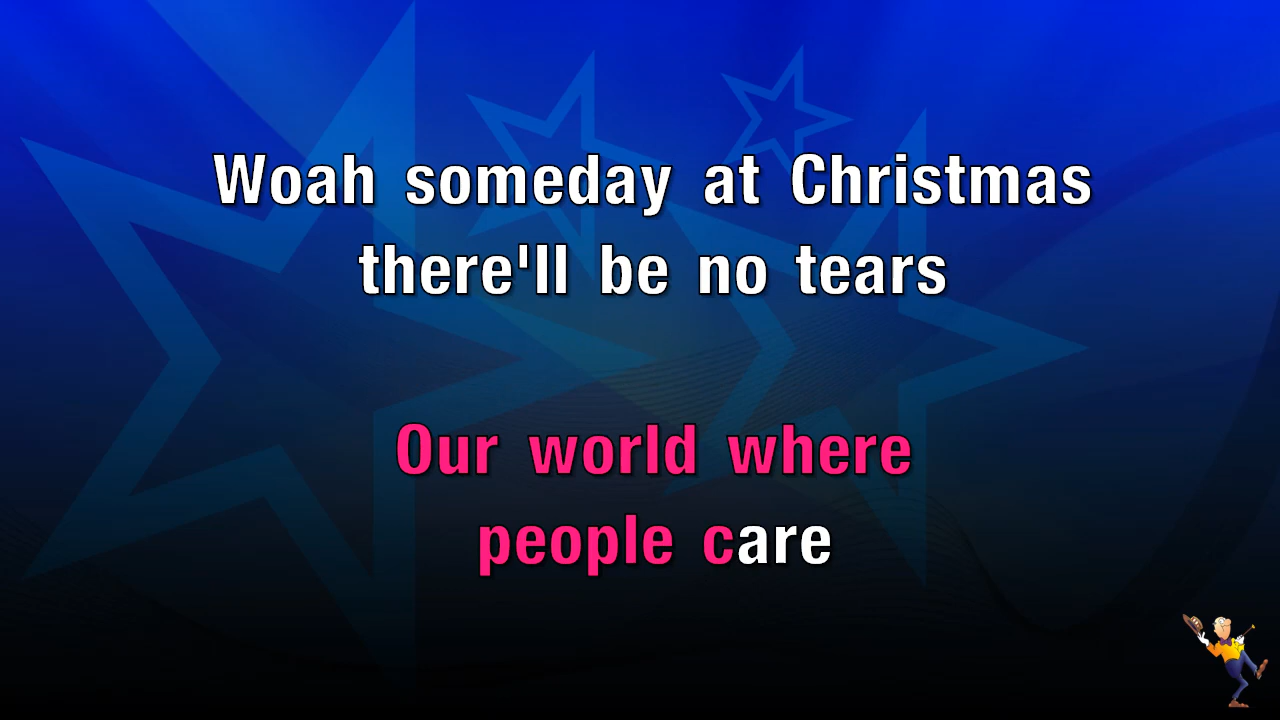 Woah someday at Christmas
there'll be no tears
Our world where
people care